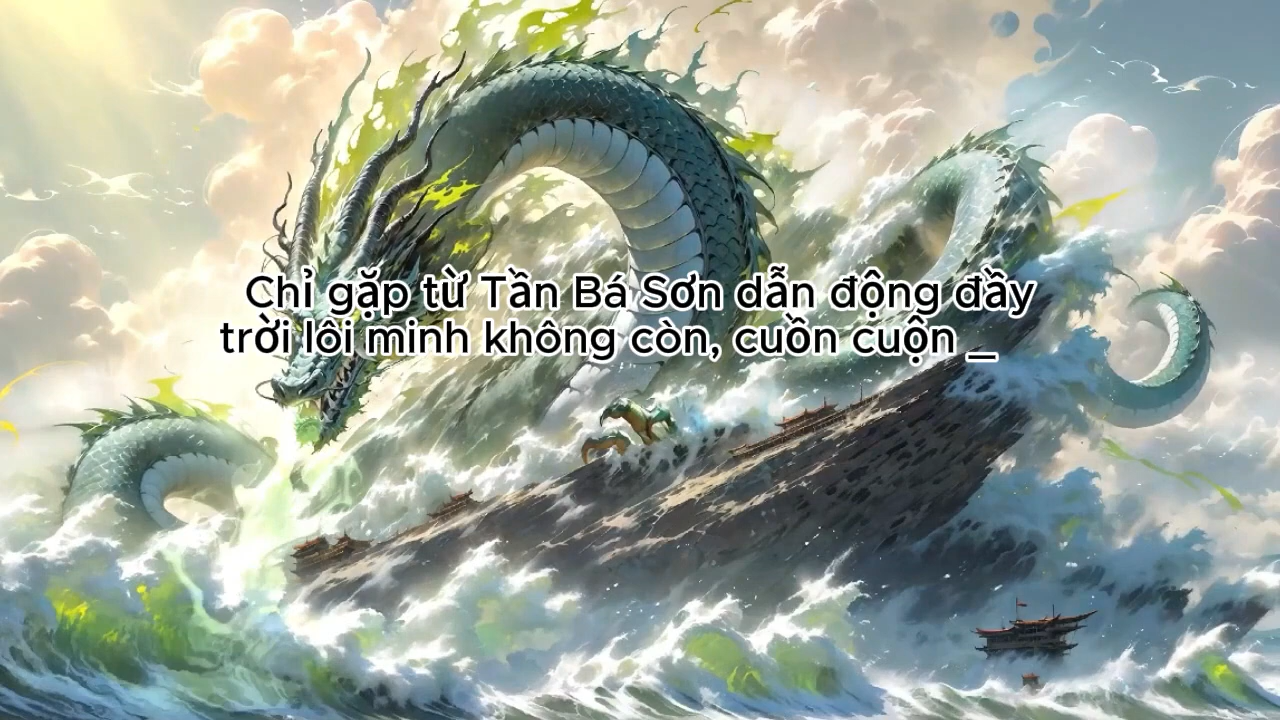 Chỉ gặp từ Tần Bá Sơn dẫn động đầy
trời lôi minh không còn, cuồn cuộn _